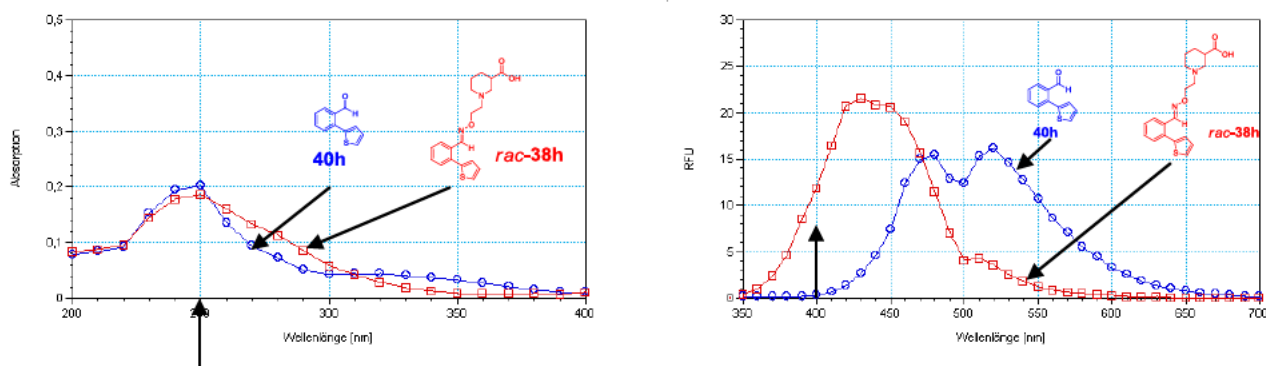 0,5
0,4
0,3
0,2
0,1
0
Absorption
200
300
350
400
Wellenlänge [nm]
O
H
40h
O
OH
N
O
N
H
S
S
rac-38h
30
25
20
15
10
5
0
RFU
350
400
450
500
550
600
650
700
Wellenlänge [nm]
O
H
S
40h
O
OH
N
O
N
H
S
rac-38h